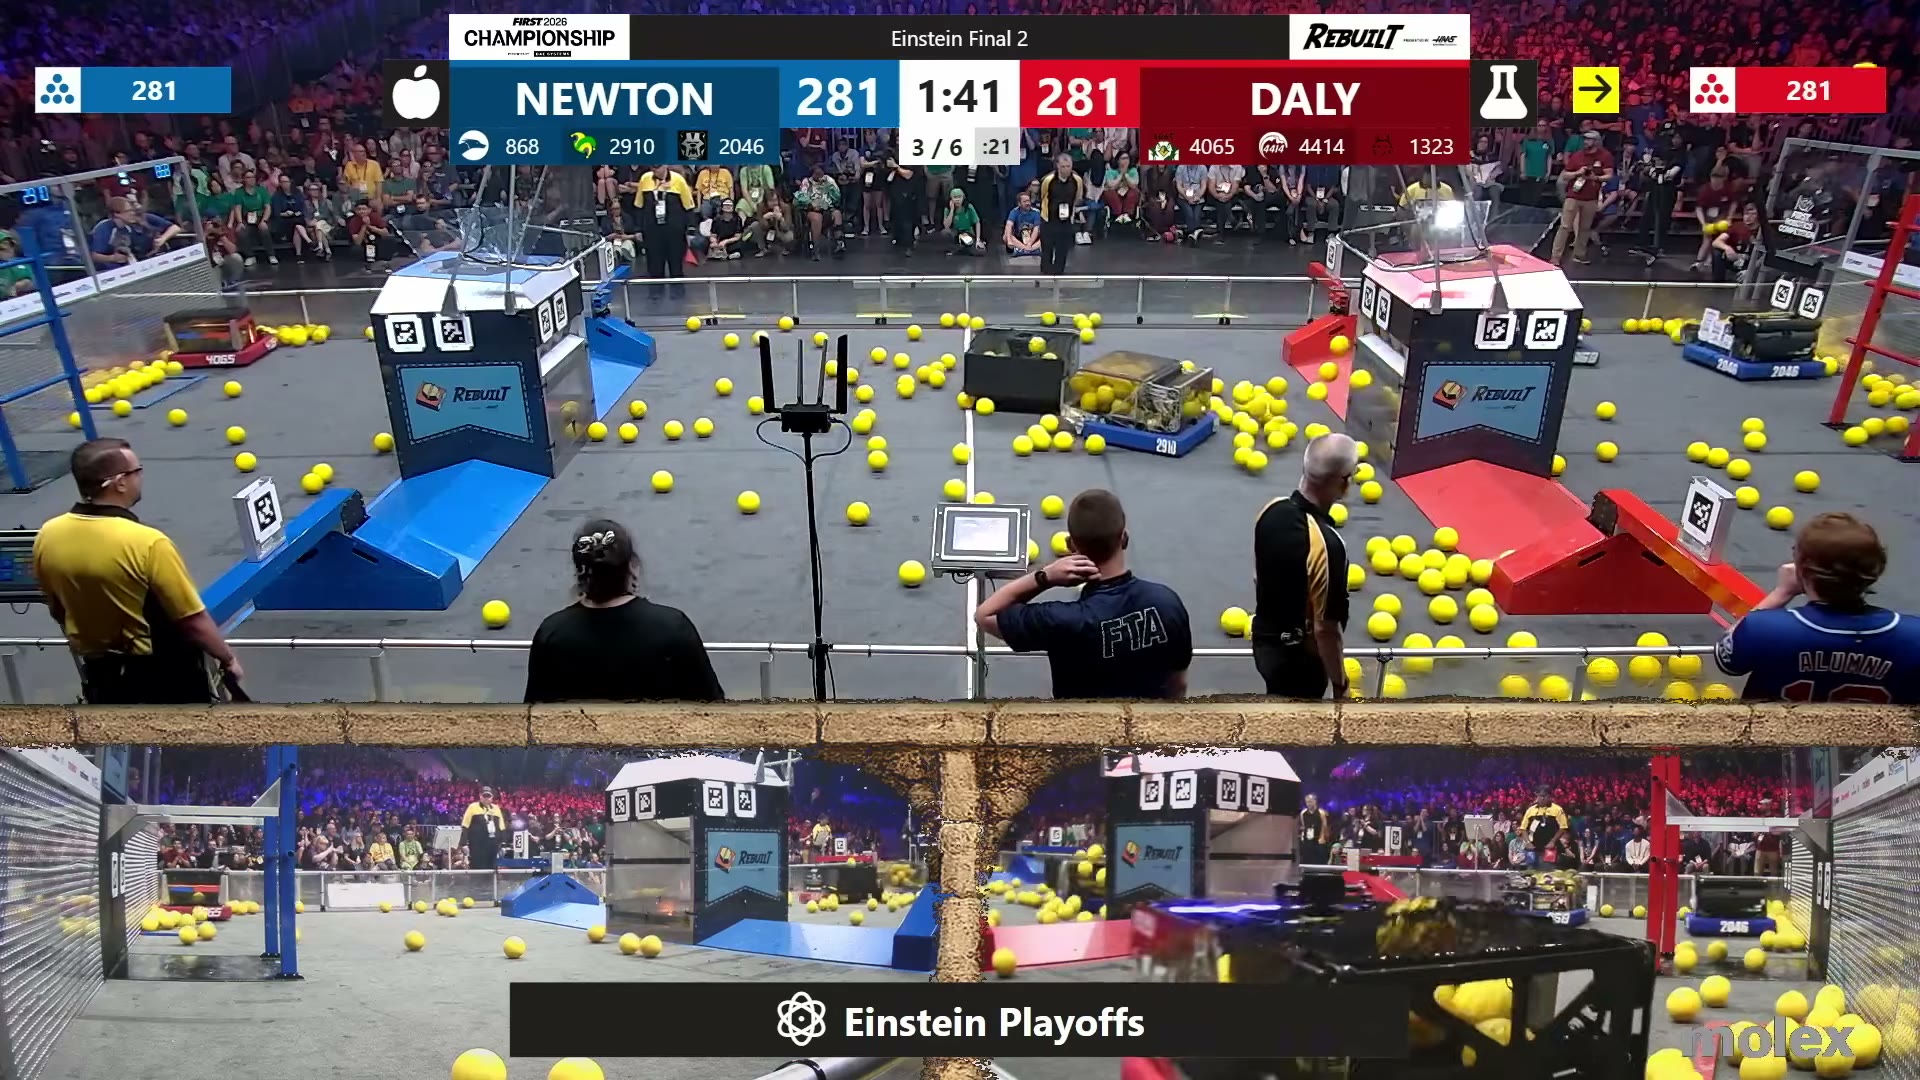 FIRST 2026
CHAMPIONSHIP
Einstein Final 2
REBUILT
281
NEWTON
281
1:41
281
DALY
281
868
2910
2046
3 / 6
:21
4065
4414
1323
4065
REBUILT
REBUILT
2910
2046
2046
FTA
ALUMNI
REBUILT
REBUILT
4065
2046
Einstein Playoffs
molex